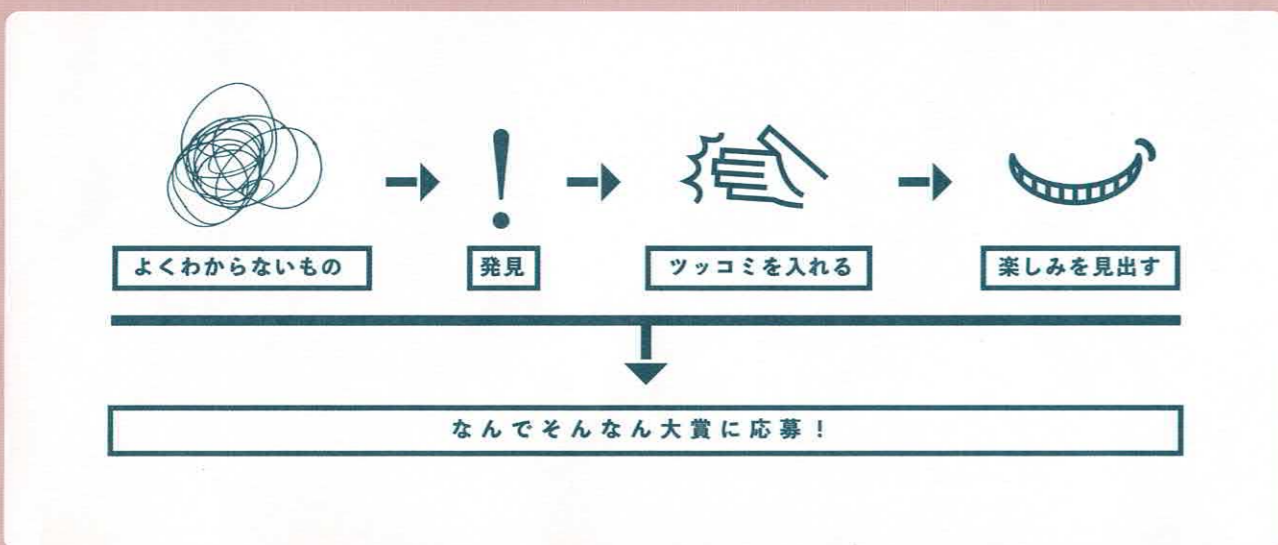 よくわからないもの
発見
ツッコミを入れる
楽しみを見出す
なんでそんなん大賞に応募！